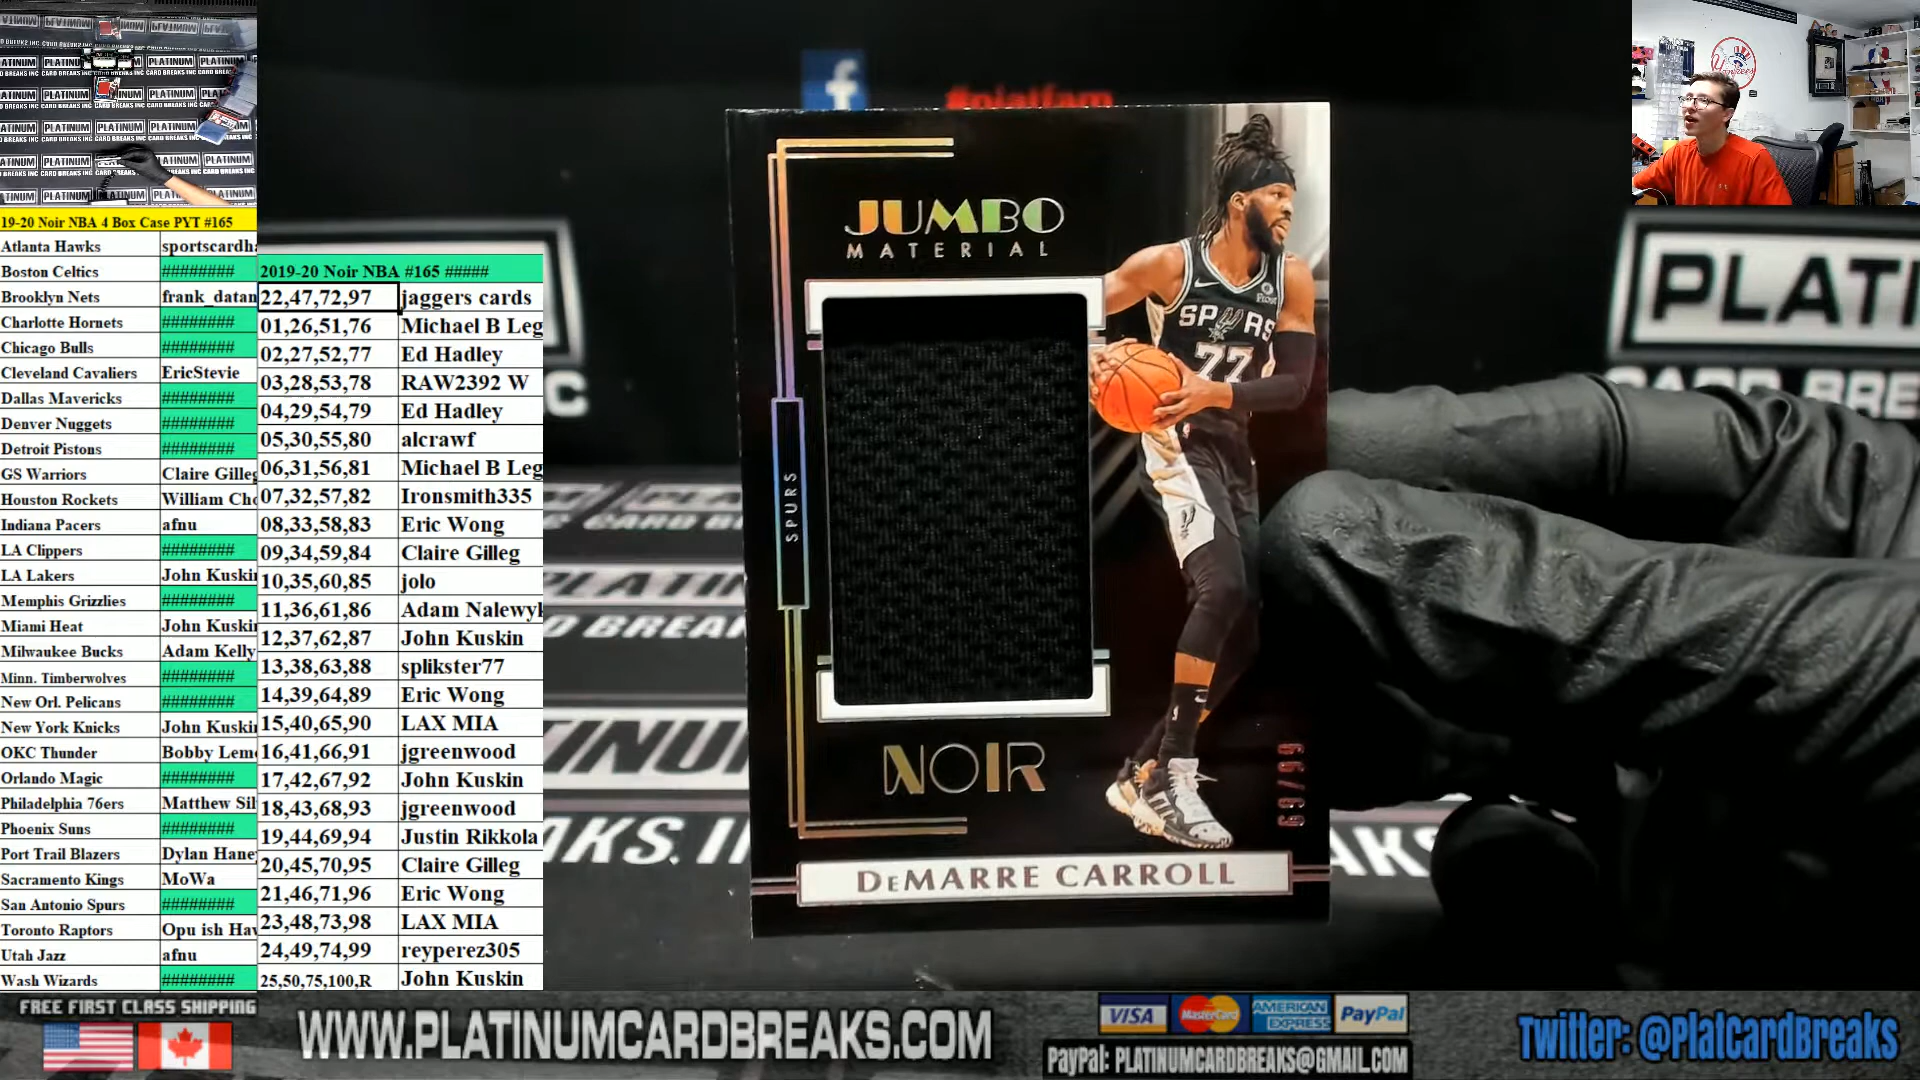 19-20 Noir NBA 4 Box Case PYT #165
Atlanta Hawks sportscardha
Boston Celtics ########
Brooklyn Nets frank_datan
Charlotte Hornets ########
Chicago Bulls ########
Cleveland Cavaliers EricStevie
Dallas Mavericks ########
Denver Nuggets ########
Detroit Pistons ########
GS Warriors Claire Gilleg
Houston Rockets William Cho
Indiana Pacers afnu
LA Clippers ########
LA Lakers John Kuskin
Memphis Grizzlies ########
Miami Heat John Kuskin
Milwaukee Bucks Adam Kelly
Minn. Timberwolves ########
New Orl. Pelicans ########
New York Knicks John Kuskin
OKC Thunder Bobby Leme
Orlando Magic ########
Philadelphia 76ers Matthew Sil
Phoenix Suns ########
Port Trail Blazers Dylan Haney
Sacramento Kings MoWa
San Antonio Spurs ########
Toronto Raptors Opu ish Hav
Utah Jazz afnu
Wash Wizards ########
2019-20 Noir NBA #165 #####
22,47,72,97 jaggers cards
01,26,51,76 Michael B Leg
02,27,52,77 Ed Hadley
03,28,53,78 RAW2392 W
04,29,54,79 Ed Hadley
05,30,55,80 alcrawf
06,31,56,81 Michael B Leg
07,32,57,82 Ironsmith335
08,33,58,83 Eric Wong
09,34,59,84 Claire Gilleg
10,35,60,85 jolo
11,36,61,86 Adam Nalewyk
12,37,62,87 John Kuskin
13,38,63,88 splikster77
14,39,64,89 Eric Wong
15,40,65,90 LAX MIA
16,41,66,91 jgreenwood
17,42,67,92 John Kuskin
18,43,68,93 jgreenwood
19,44,69,94 Justin Rikkola
20,45,70,95 Claire Gilleg
21,46,71,96 Eric Wong
23,48,73,98 LAX MIA
24,49,74,99 reyperez305
25,50,75,100,R John Kuskin
#platfam
JUMBO
MATERIAL
SPURS
SPURS
77
NOIR
69/99
DeMARRE CARROLL
Yankees
FREE FIRST CLASS SHIPPING
WWW.PLATINUMCARDBREAKS.COM
VISA MasterCard AMERICAN EXPRESS PayPal
PayPal: PLATINUMCARDBREAKS@GMAIL.COM
Twitter: @PlatCardBreaks